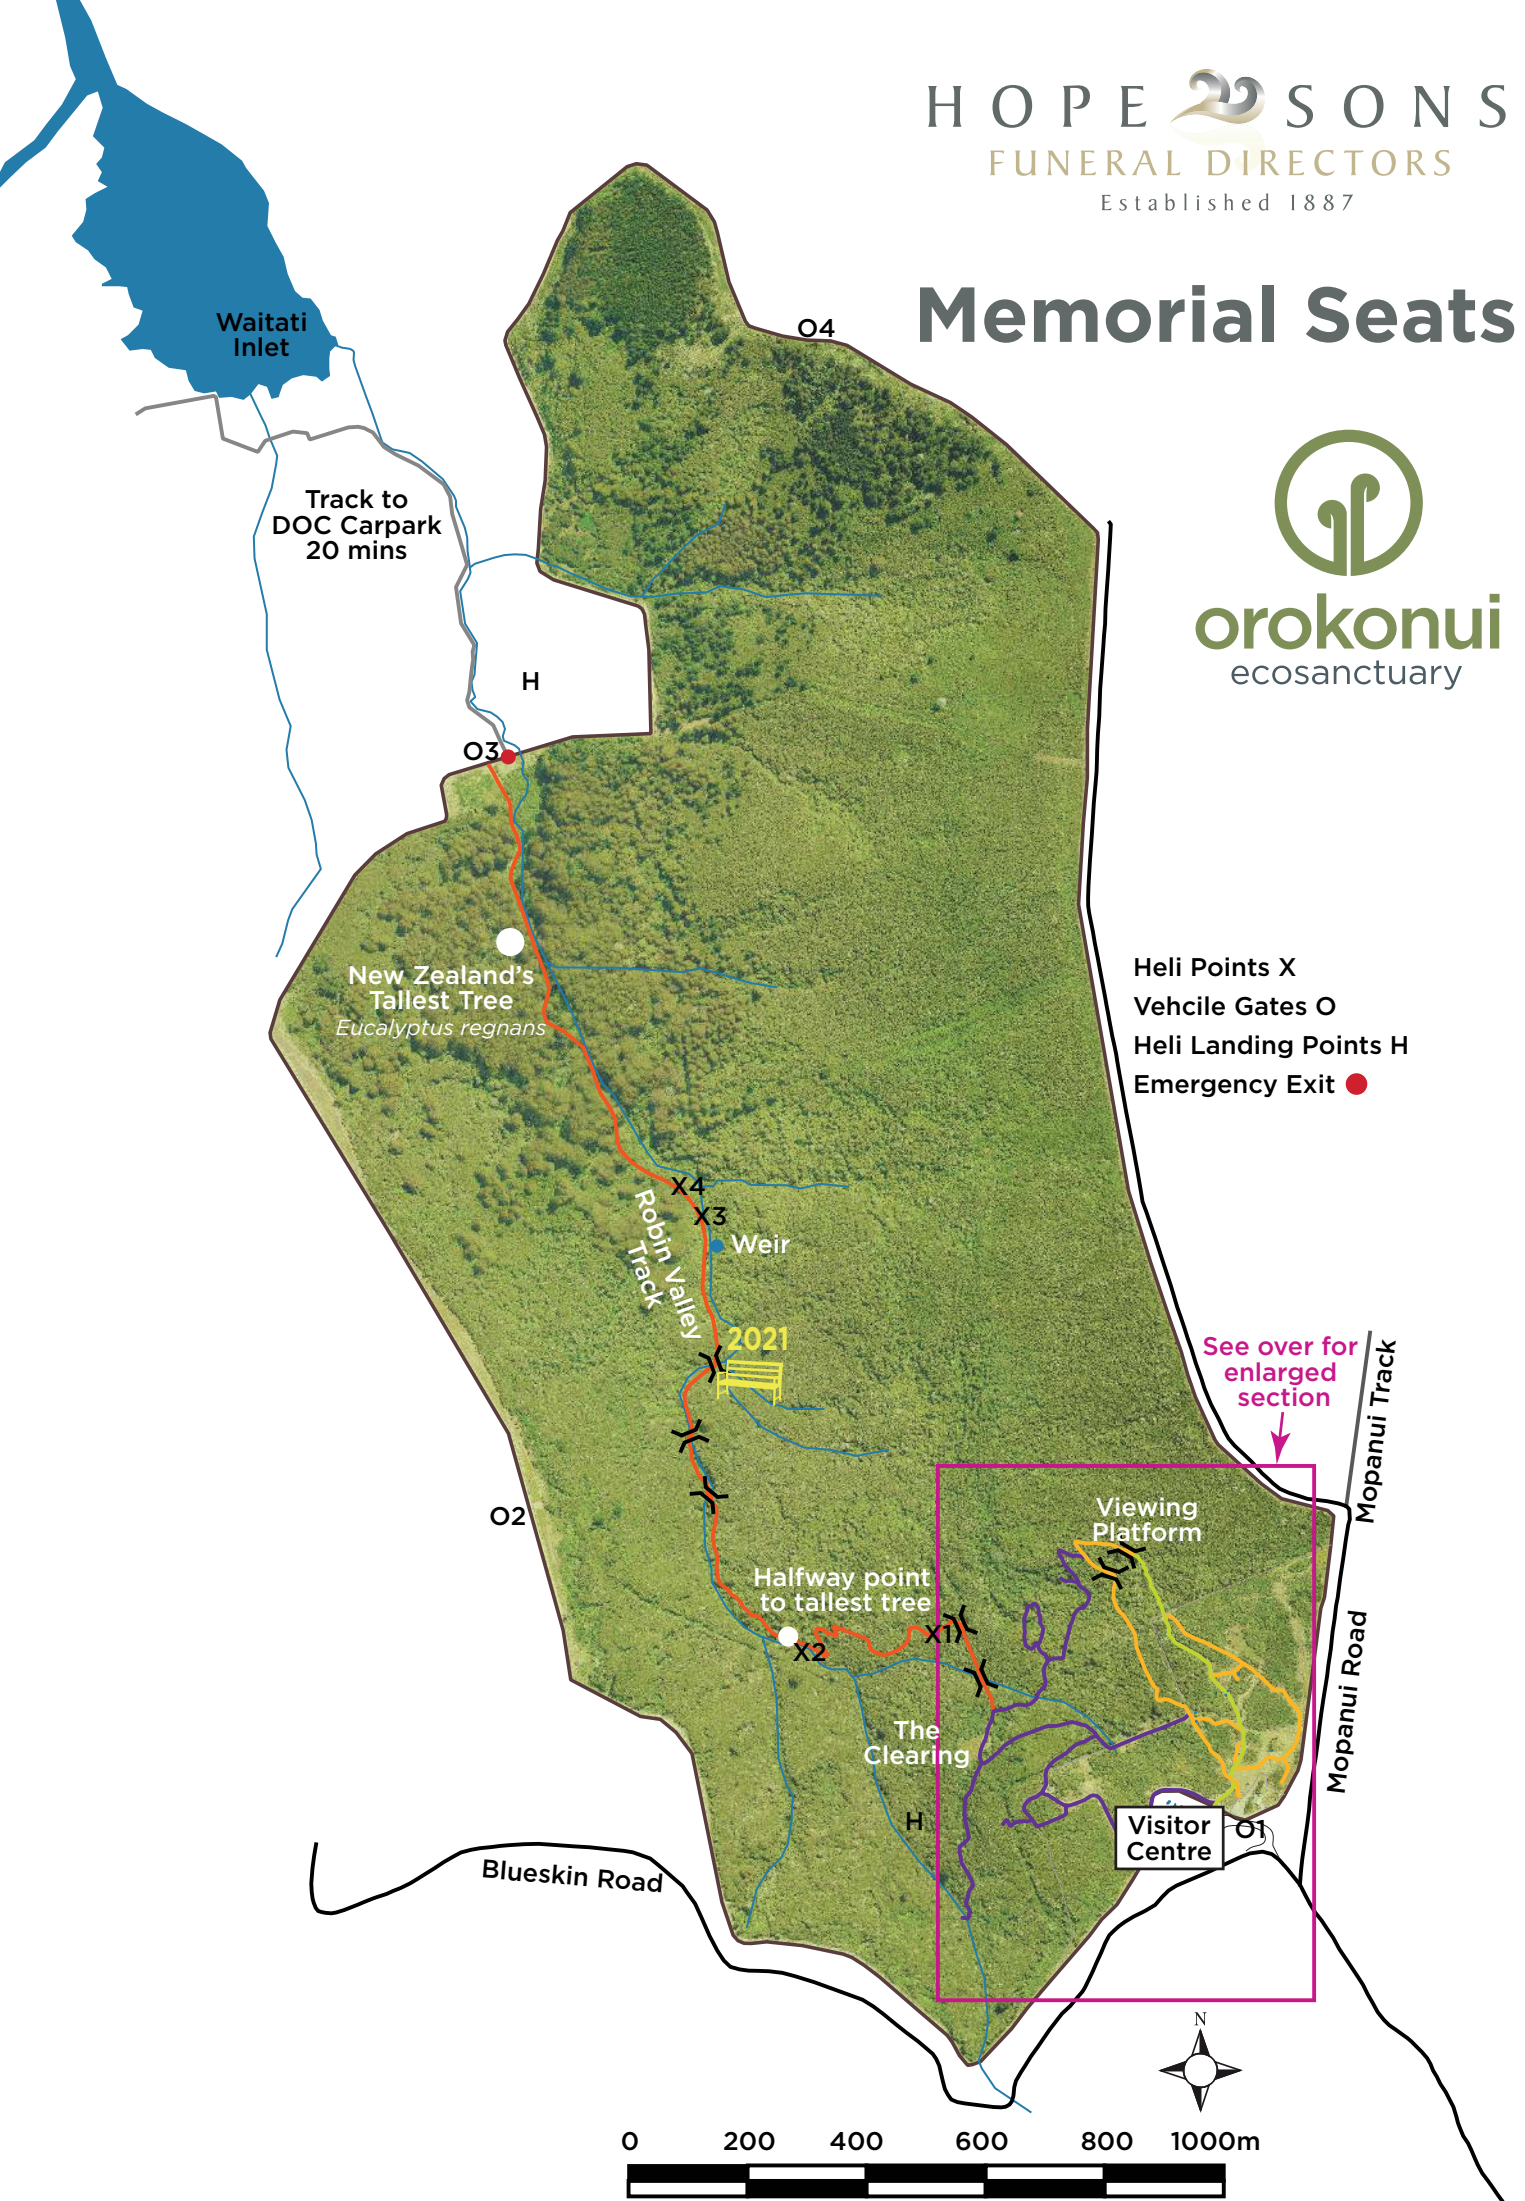 HOPE SONS
FUNERAL DIRECTORS
Established 1887
Memorial Seats
Waitati
Inlet
O4
Track to
DOC Carpark
20 mins
orokonui
ecosanctuary
H
O3
New Zealand's
Tallest Tree
Eucalyptus regnans
Heli Points X
Vehcile Gates O
Heli Landing Points H
Emergency Exit
X4
X3
Weir
Robin Valley
Track
2021
See over for
enlarged
section
Mopanui Track
O2
Viewing
Platform
Halfway point
to tallest tree
X1
X2
Mopanui Road
The
Clearing
H
Visitor
Centre
O1
Blueskin Road
N
0 200 400 600 800 1000m